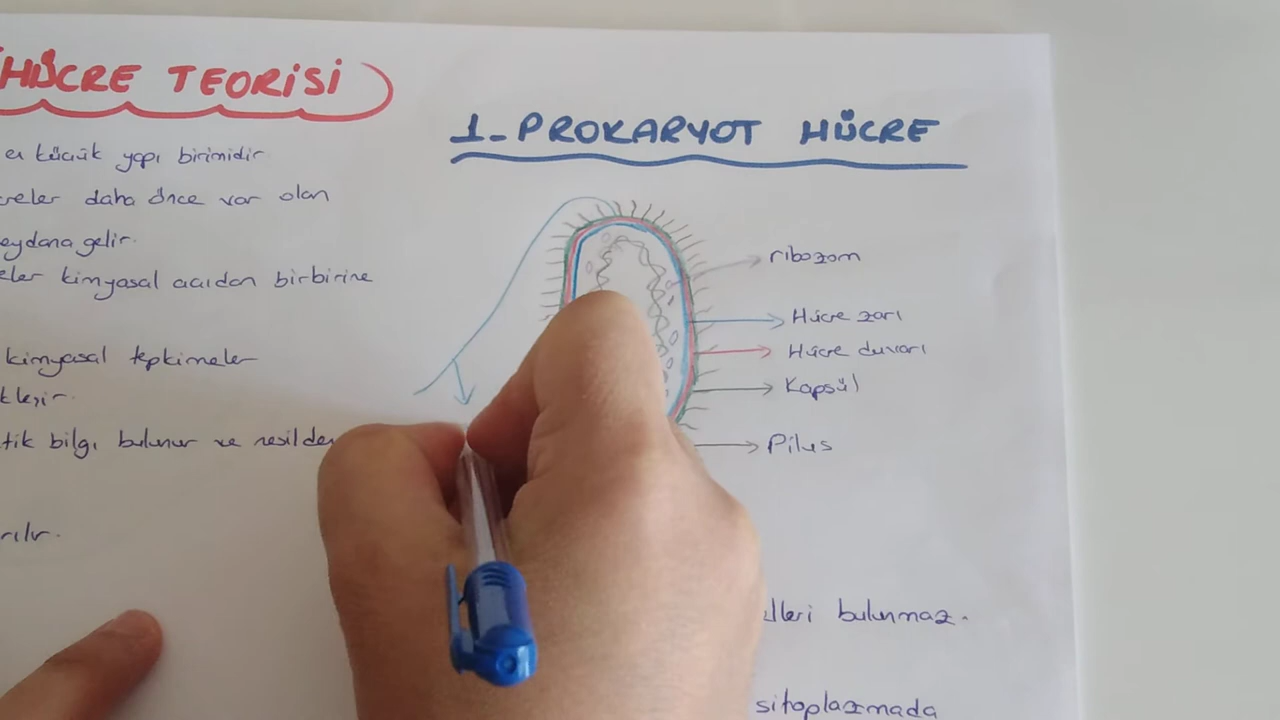 HÜCRE TEORİSİ
en küçük yapı birimidir.
reler daha önce var olan
eydana gelir.
eler kimyasal açıdan birbirine
kimyasal tepkimeler
kleşir.
tik bilgi bulunur ve nesilden
rılır.
1-PROKARYOT HÜCRE
ribozom
Hücre zarı
Hücre duvarı
Kapsül
Pilus
lleri bulunmaz.
sitoplazmada